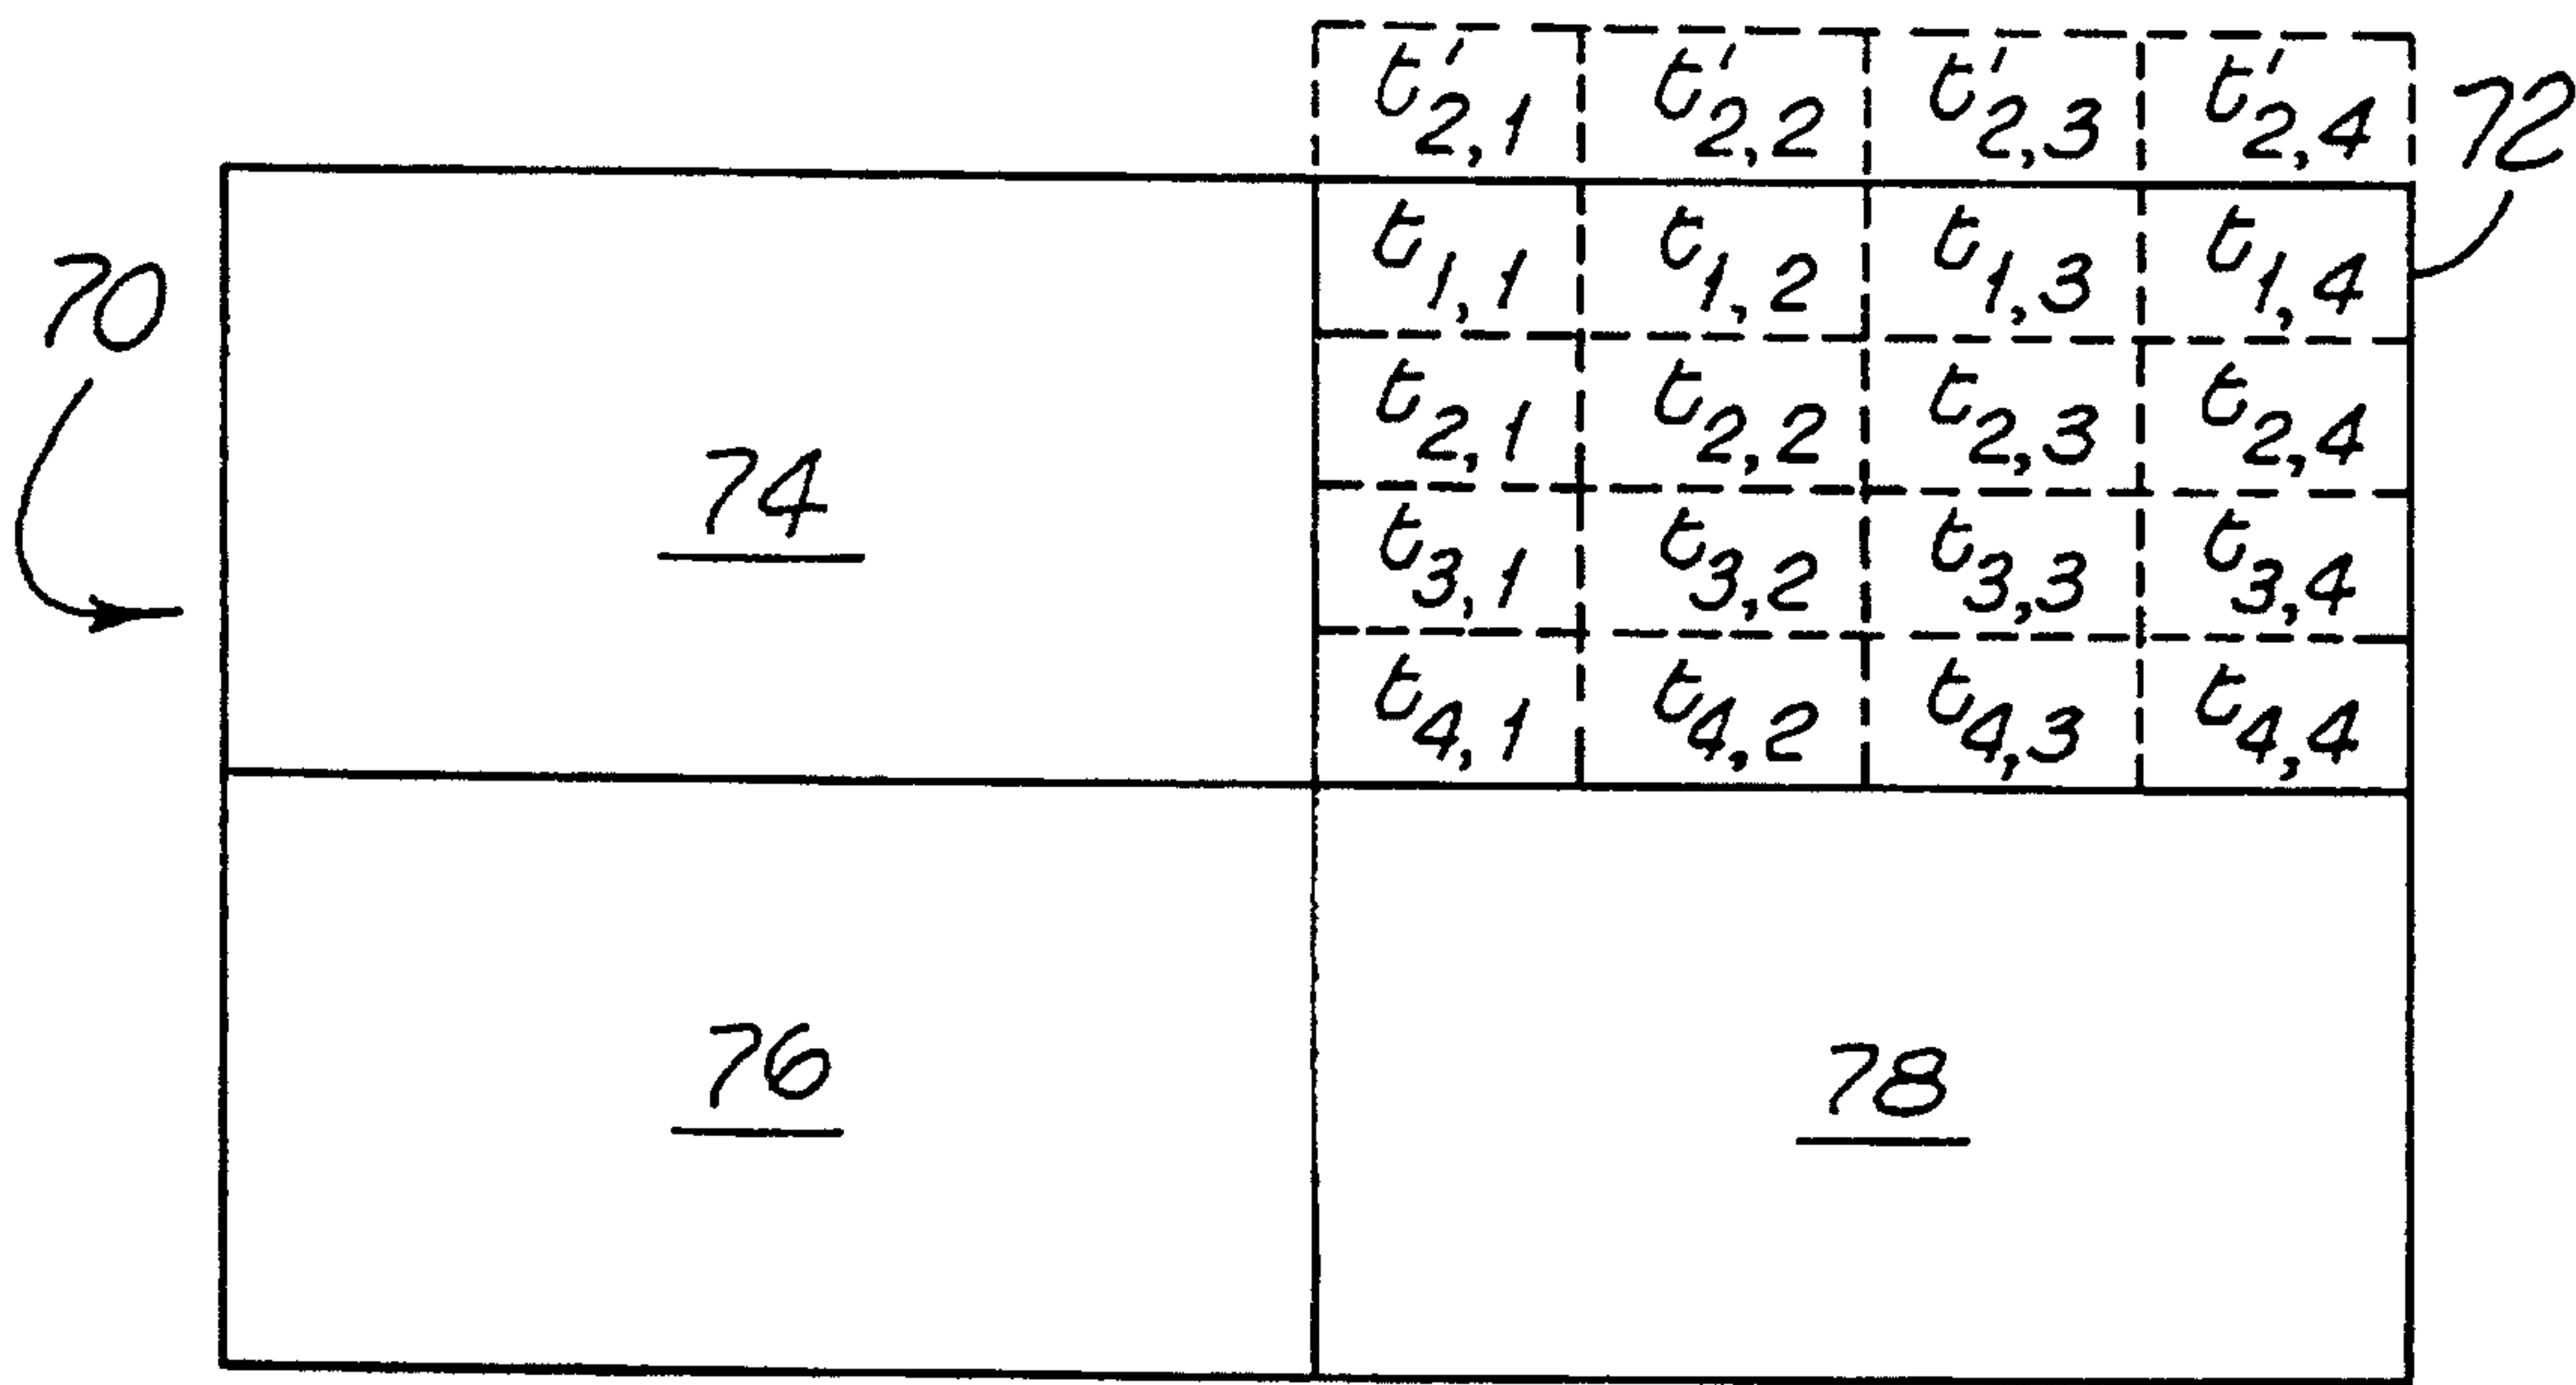 t'2,1 t'2,2 t'2,3 t'2,4 72
70 t1,1 t1,2 t1,3 t1,4
t2,1 t2,2 t2,3 t2,4
74
t3,1 t3,2 t3,3 t3,4
t4,1 t4,2 t4,3 t4,4
76 78